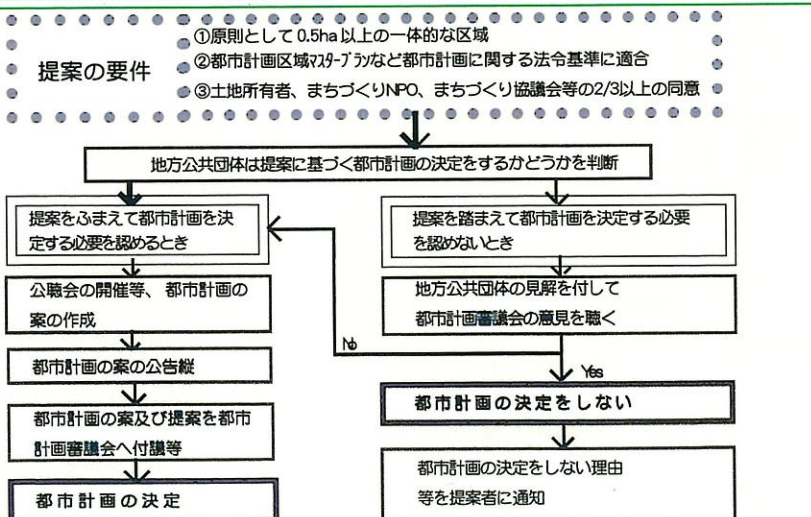 提案の要件
①原則として0.5ha以上の一体的な区域
②都市計画区域ﾏｽﾀｰﾌﾟﾗﾝなど都市計画に関する法令基準に適合
③土地所有者、まちづくりNPO、まちづくり協議会等の2/3以上の同意
地方公共団体は提案に基づく都市計画の決定をするかどうかを判断
提案をふまえて都市計画を決
定する必要を認めるとき
提案を踏まえて都市計画を決定する必要
を認めないとき
公聴会の開催等、都市計画の
案の作成
地方公共団体の見解を付して
都市計画審議会の意見を聴く
No
Yes
都市計画の案の公告縦
都市計画の決定をしない
都市計画の案及び提案を都市
計画審議会へ付議等
都市計画の決定をしない理由
等を提案者に通知
都市計画の決定